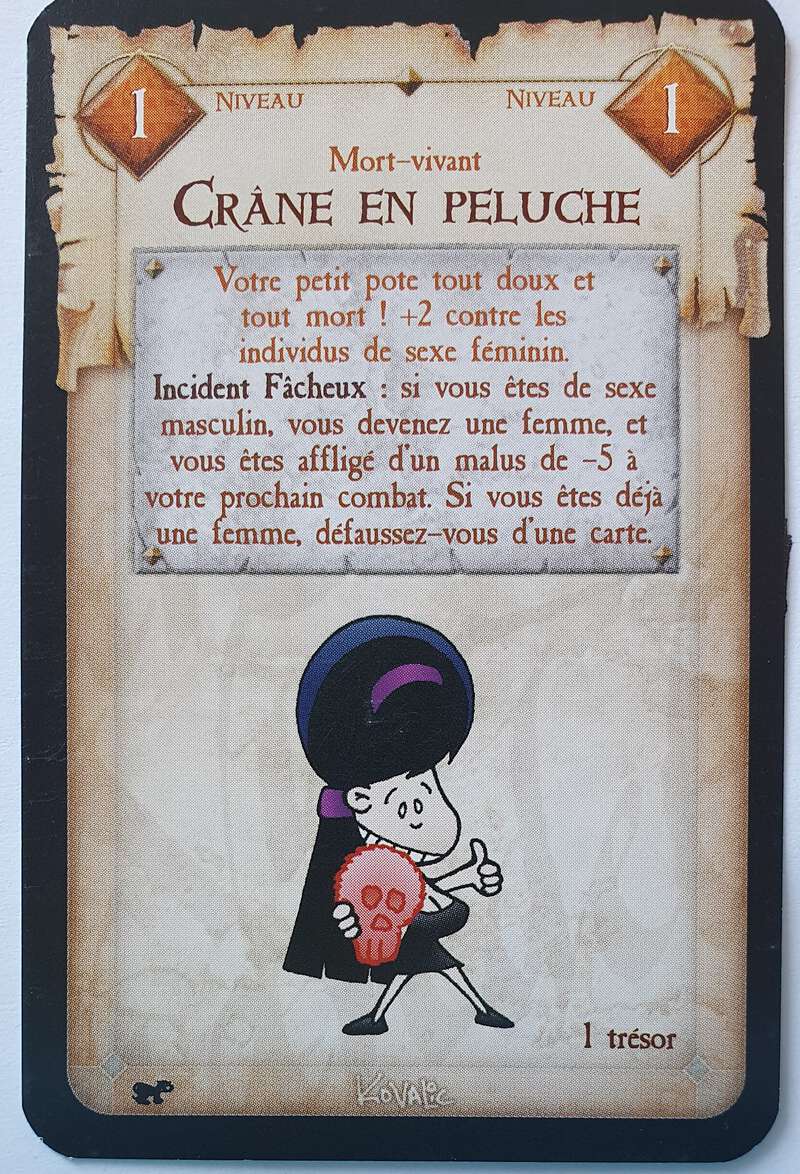 1 NIVEAU NIVEAU 1
Mort-vivant
CRÂNE EN PELUCHE
Votre petit pote tout doux et
tout mort ! +2 contre les
individus de sexe féminin.
Incident Fâcheux : si vous êtes de sexe
masculin, vous devenez une femme, et
vous êtes affligé d'un malus de -5 à
votre prochain combat. Si vous êtes déjà
une femme, défaussez-vous d'une carte.
1 trésor
KOVALIC